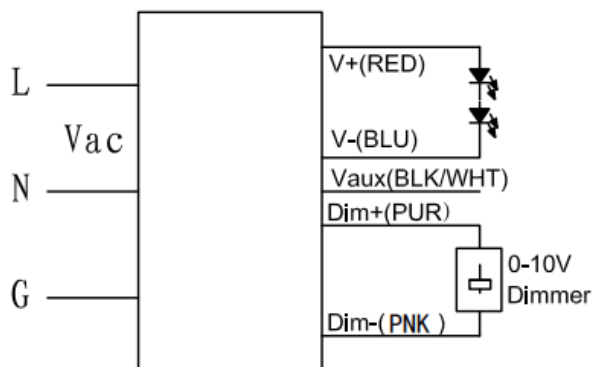 L
Vac
N
G
V+(RED)
V-(BLU)
Vaux(BLK/WHT)
Dim+(PUR)
0-10V
Dimmer
Dim-(PNK)